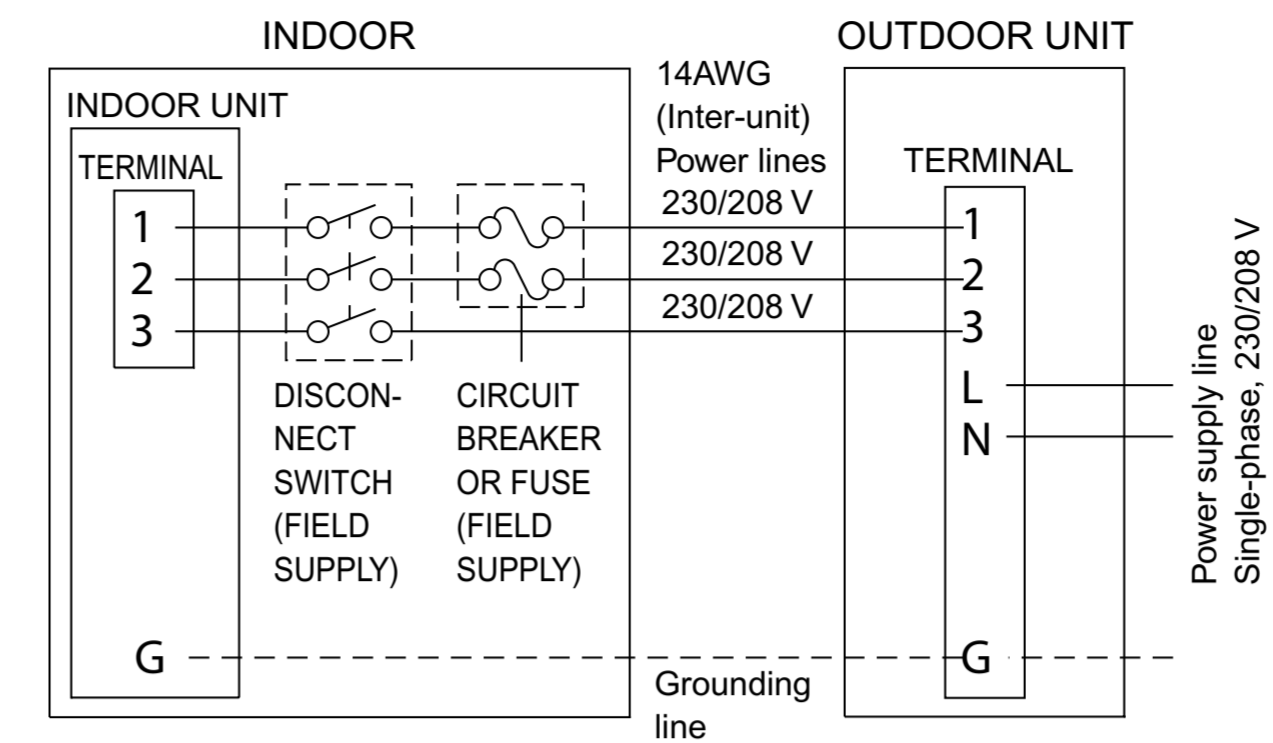 INDOOR
OUTDOOR UNIT
INDOOR UNIT
TERMINAL
1
2
3
G
DISCON-
NECT
SWITCH
(FIELD
SUPPLY)
CIRCUIT
BREAKER
OR FUSE
(FIELD
SUPPLY)
14AWG
(Inter-unit)
Power lines
230/208 V
230/208 V
230/208 V
Grounding
line
TERMINAL
1
2
3
L
N
G
Power supply line
Single-phase, 230/208 V